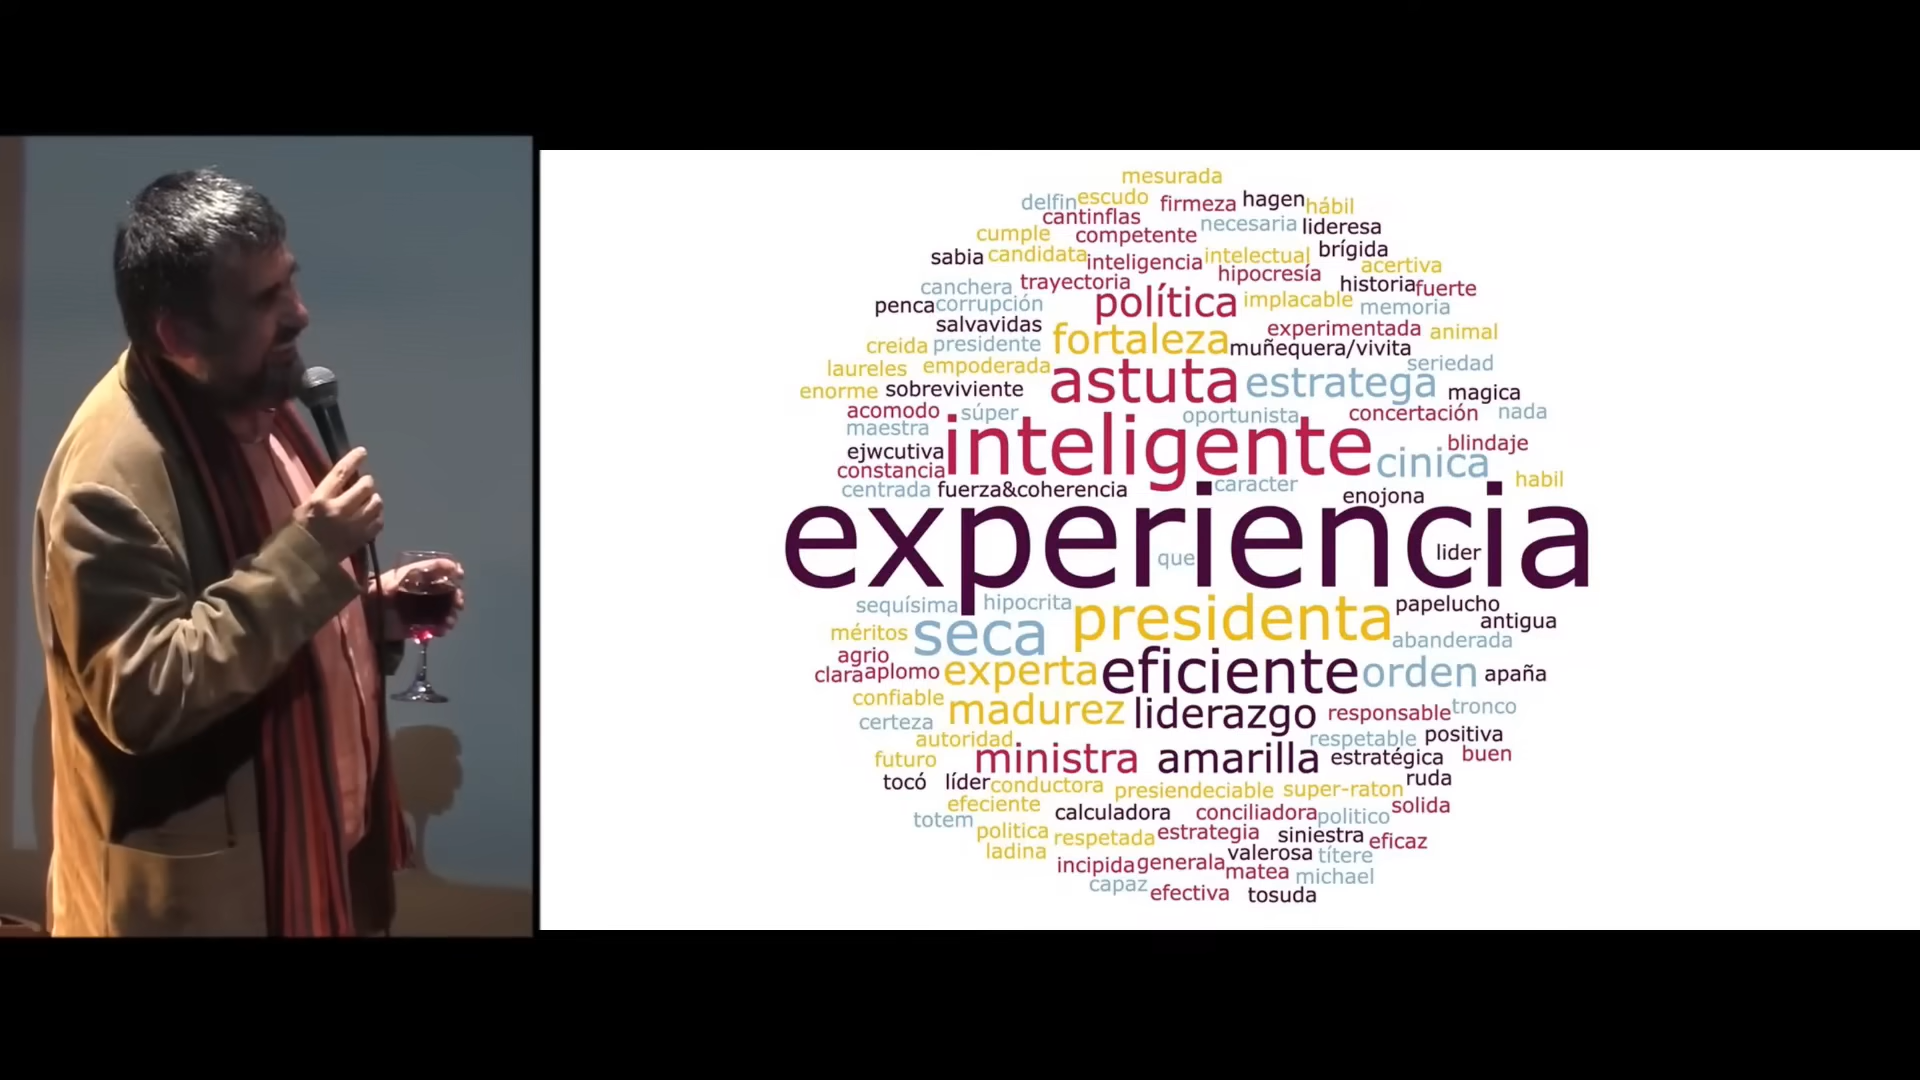 mesurada
delfin escudo firmeza hagen hábil
cantinflas necesaria lideresa
cumple competente brígida
sabia candidata inteligencia intelectual acertiva
trayectoria hipocresía historia fuerte
canchera política implacable memoria
penca corrupción
salvavidas fortaleza experimentada animal
creida presidente muñequera/vivita
laureles empoderada astuta estratega seriedad
enorme sobreviviente magica
acomodo súper oportunista concertación nada
maestra inteligente cinica blindaje
ejwcutiva
constancia habil
centrada fuerza&coherencia caracter enojona
experiencia
que lider
sequísima hipocrita presidenta papelucho
méritos seca antigua
abanderada
agrio
clara aplomo experta eficiente orden apaña
confiable madurez liderazgo responsable tronco
certeza
autoridad respetable positiva
futuro ministra amarilla estratégica buen
tocó líder conductora presiendeciable super-raton ruda
efeciente calculadora conciliadora politico solida
totem
politica respetada estrategia siniestra eficaz
ladina valerosa títere
incipida generala matea michael
capaz efectiva tosuda